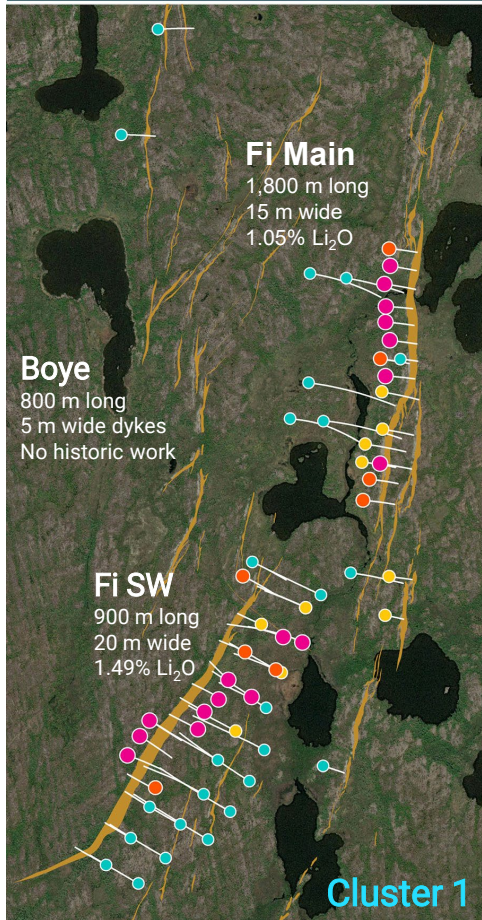 Fi Main
1,800 m long
15 m wide
1.05% Li₂O
Boye
800 m long
5 m wide dykes
No historic work
Fi SW
900 m long
20 m wide
1.49% Li₂O
Cluster 1